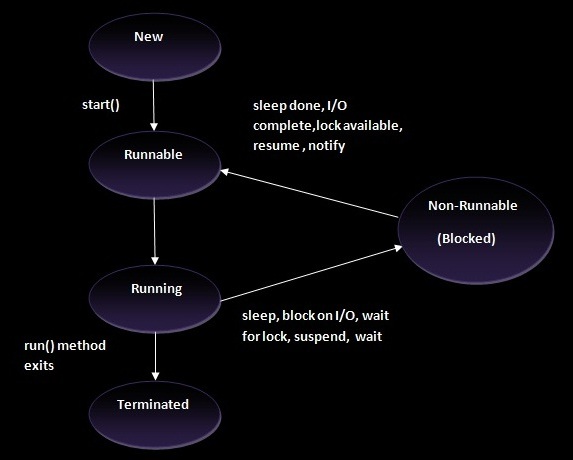 New
start()
sleep done, I/O
complete,lock available,
resume , notify
Runnable
Non-Runnable
(Blocked)
Running
sleep, block on I/O, wait
for lock, suspend, wait
run() method
exits
Terminated